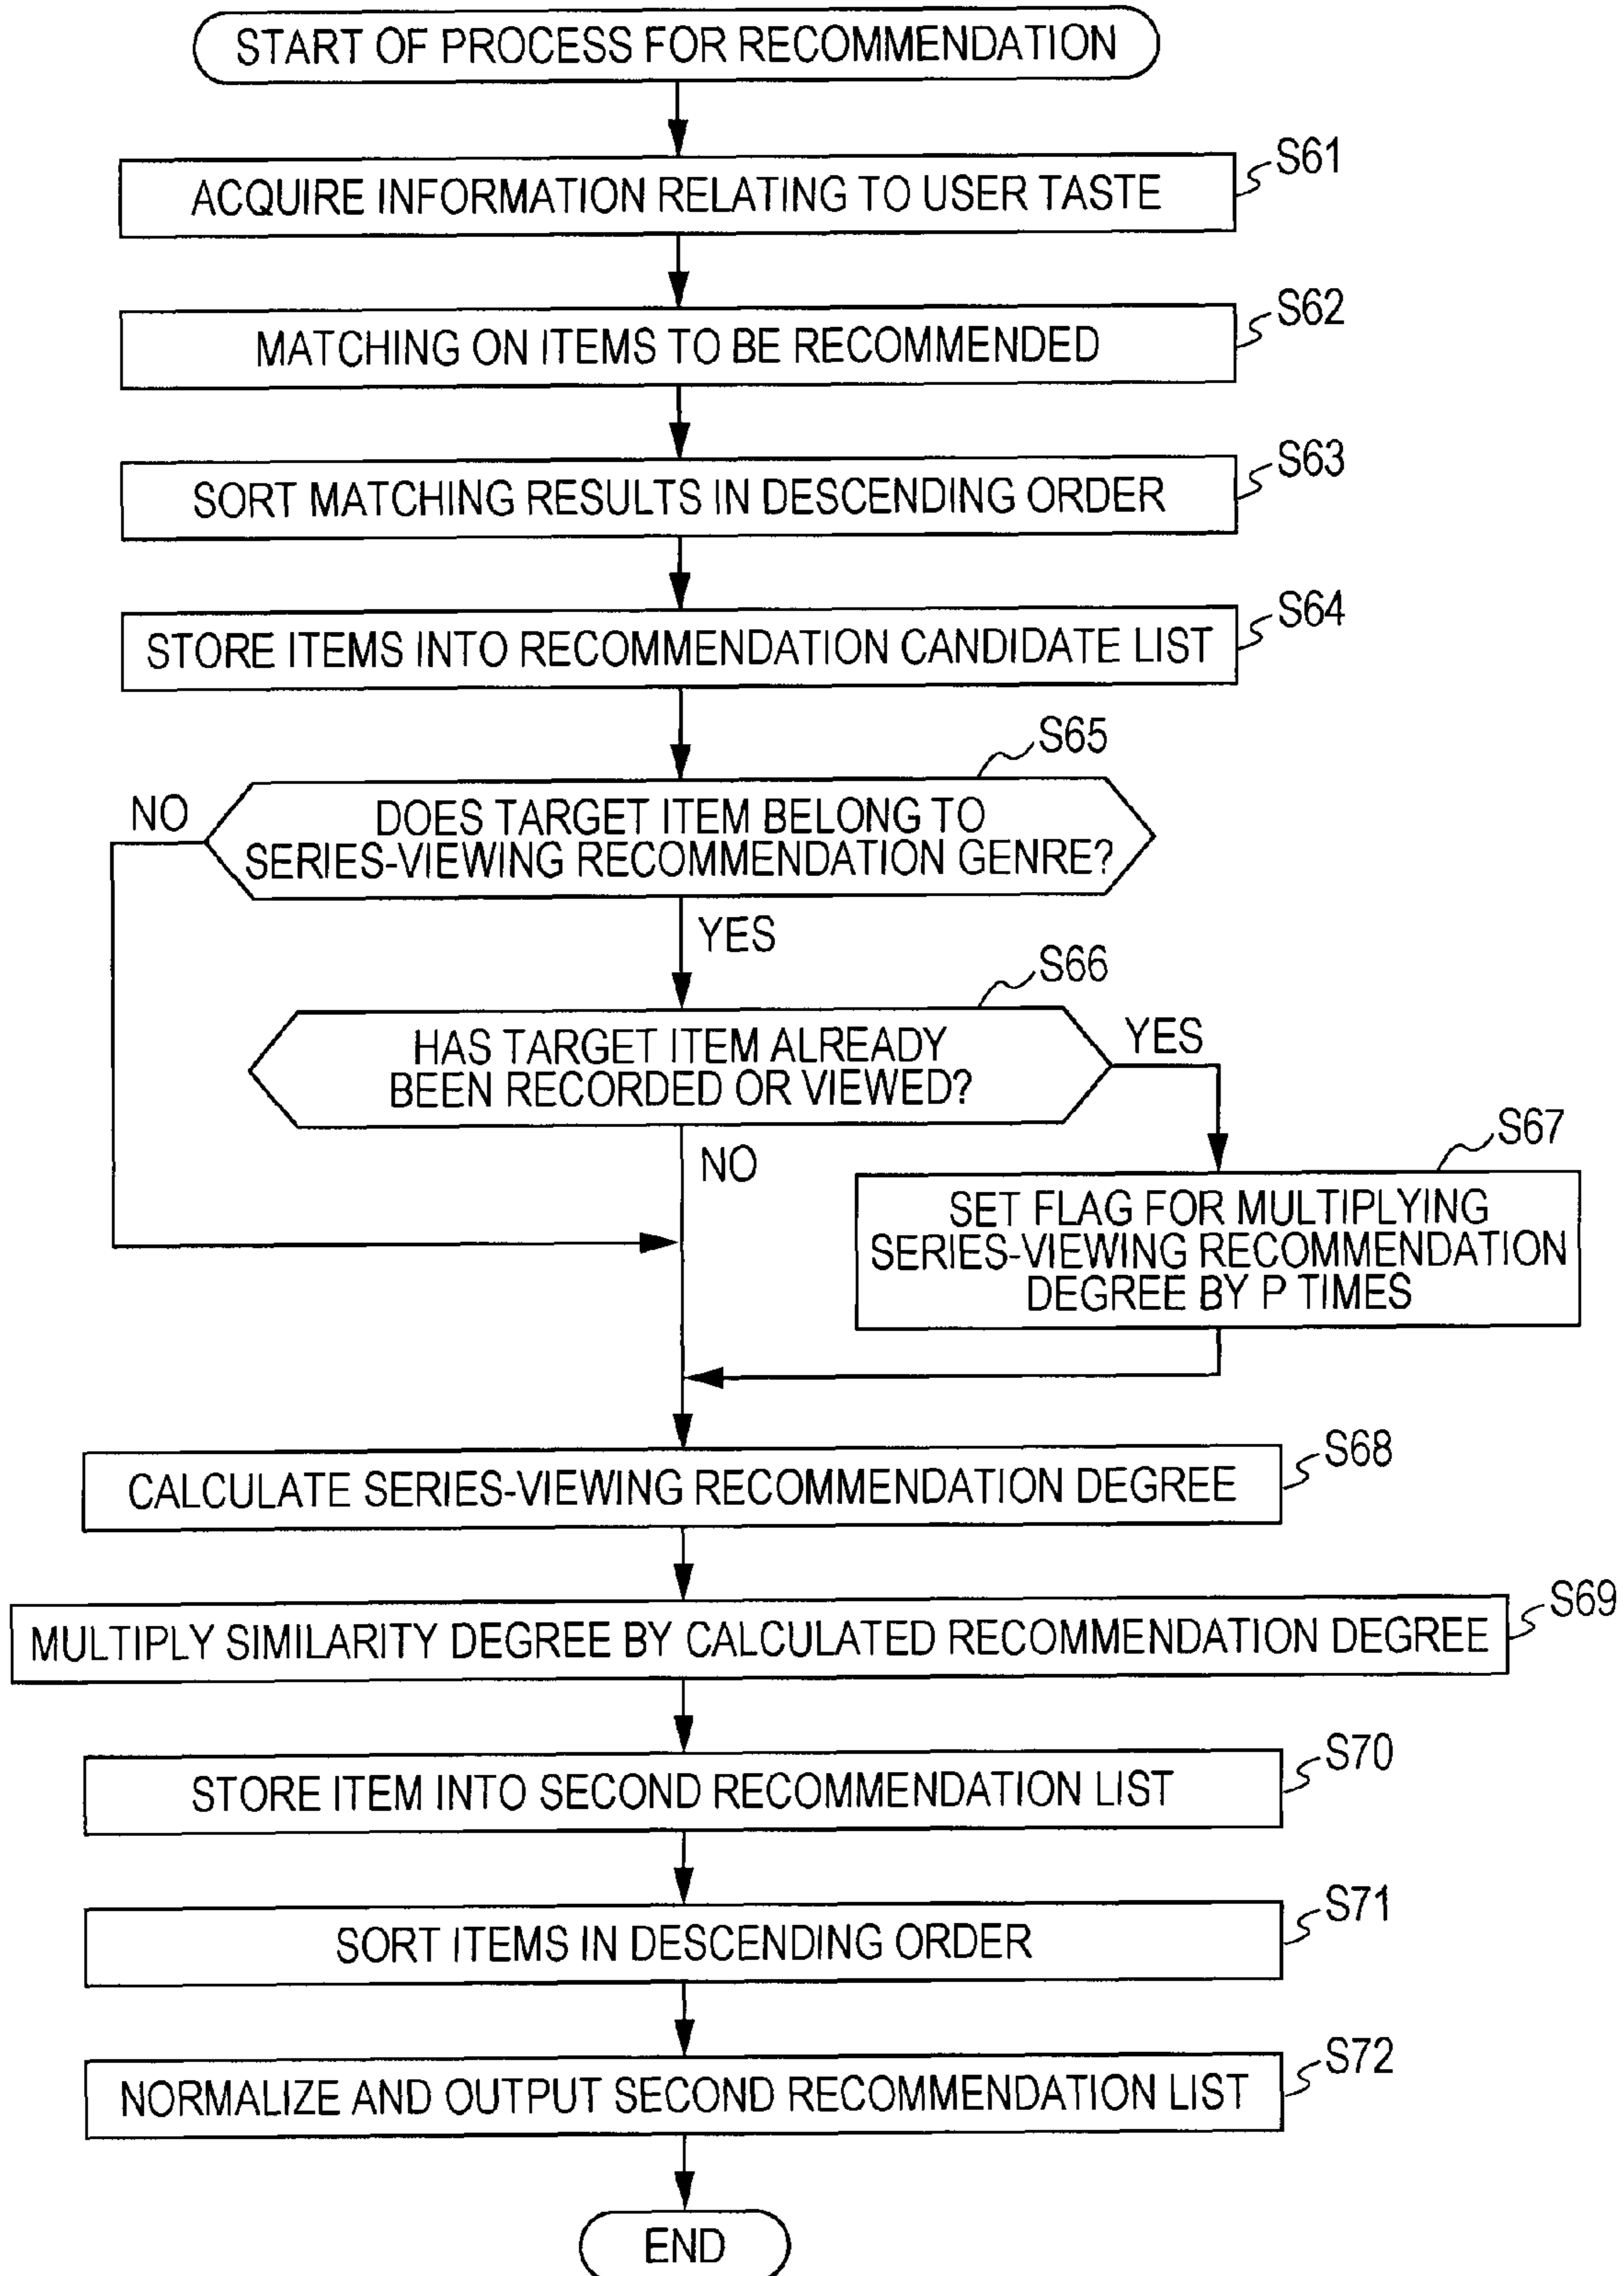 START OF PROCESS FOR RECOMMENDATION
S61
ACQUIRE INFORMATION RELATING TO USER TASTE
S62
MATCHING ON ITEMS TO BE RECOMMENDED
S63
SORT MATCHING RESULTS IN DESCENDING ORDER
S64
STORE ITEMS INTO RECOMMENDATION CANDIDATE LIST
S65
NO
DOES TARGET ITEM BELONG TO
SERIES-VIEWING RECOMMENDATION GENRE?
YES
S66
HAS TARGET ITEM ALREADY
BEEN RECORDED OR VIEWED?
YES
NO
S67
SET FLAG FOR MULTIPLYING
SERIES-VIEWING RECOMMENDATION
DEGREE BY P TIMES
S68
CALCULATE SERIES-VIEWING RECOMMENDATION DEGREE
S69
MULTIPLY SIMILARITY DEGREE BY CALCULATED RECOMMENDATION DEGREE
S70
STORE ITEM INTO SECOND RECOMMENDATION LIST
S71
SORT ITEMS IN DESCENDING ORDER
S72
NORMALIZE AND OUTPUT SECOND RECOMMENDATION LIST
END